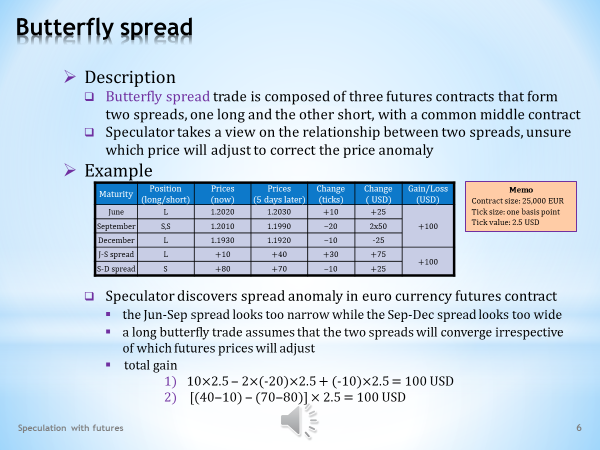 Butterfly spread
Description
Butterfly spread trade is composed of three futures contracts that form
two spreads, one long and the other short, with a common middle contract
Speculator takes a view on the relationship between two spreads, unsure
which price will adjust to correct the price anomaly
Example
Maturity Position (long/short) Prices (now) Prices (5 days later) Change (ticks) Change ( USD) Gain/Loss (USD)
June L 1.2020 1.2030 +10 +25
September S,S 1.2010 1.1990 −20 2x50 +100
December L 1.1930 1.1920 −10 -25
J-S spread L +10 +40 +30 +75 +100
S-D spread S +80 +70 −10 +25
Memo
Contract size: 25,000 EUR
Tick size: one basis point
Tick value: 2.5 USD
Speculator discovers spread anomaly in euro currency futures contract
the Jun-Sep spread looks too narrow while the Sep-Dec spread looks too wide
a long butterfly trade assumes that the two spreads will converge irrespective
of which futures prices will adjust
total gain
1) 10×2.5 – 2×(-20)×2.5 + (-10)×2.5 = 100 USD
2) [(40−10) – (70–80)] × 2.5 = 100 USD
Speculation with futures
6